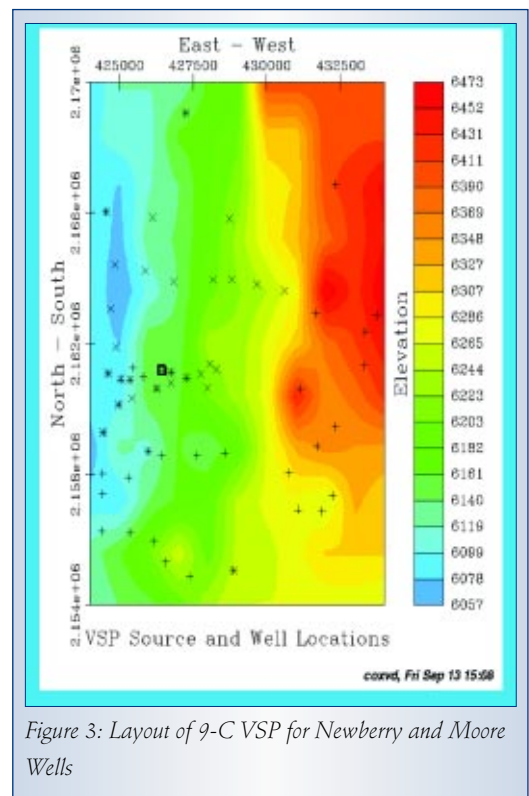 East - West
425000 427500 430000 432500
North - South
2.17e+06
2.166e+06
2.162e+06
2.158e+06
2.154e+06
Elevation
6473
6452
6431
6411
6390
6369
6348
6327
6307
6286
6265
6244
6223
6203
6182
6161
6140
6119
6099
6078
6057
VSP Source and Well Locations
coxvd, Fri Sep 13 15:08
Figure 3: Layout of 9-C VSP for Newberry and Moore
Wells